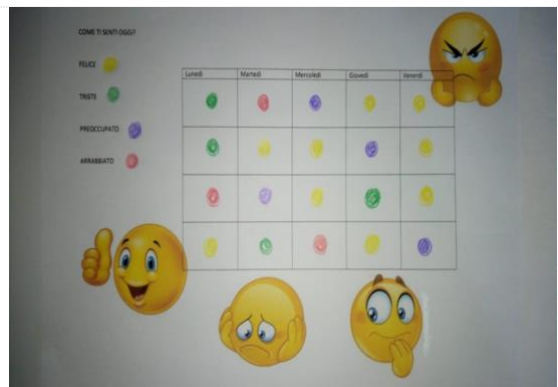 COME TI SENTI OGGI?
FELICE
TRISTE
PREOCCUPATO
ARRABBIATO
Lunedì Martedì Mercoledì Giovedì Venerdì